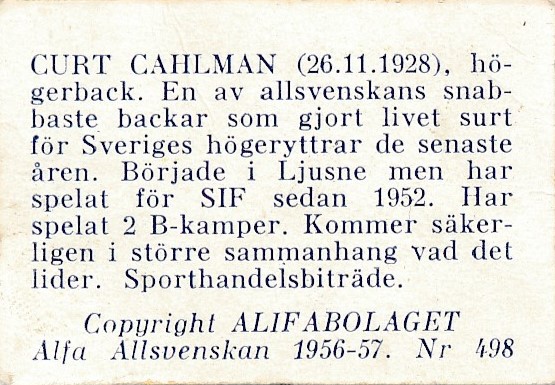 CURT CAHLMAN (26.11.1928), hö-
gerback. En av allsvenskans snab-
baste backar som gjort livet surt
för Sveriges högeryttrar de senaste
åren. Började i Ljusne men har
spelat för SIF sedan 1952. Har
spelat 2 B-kamper. Kommer säker-
ligen i större sammanhang vad det
lider. Sporthandelsbiträde.
Copyright ALIFABOLAGET
Alfa Allsvenskan 1956-57. Nr 498